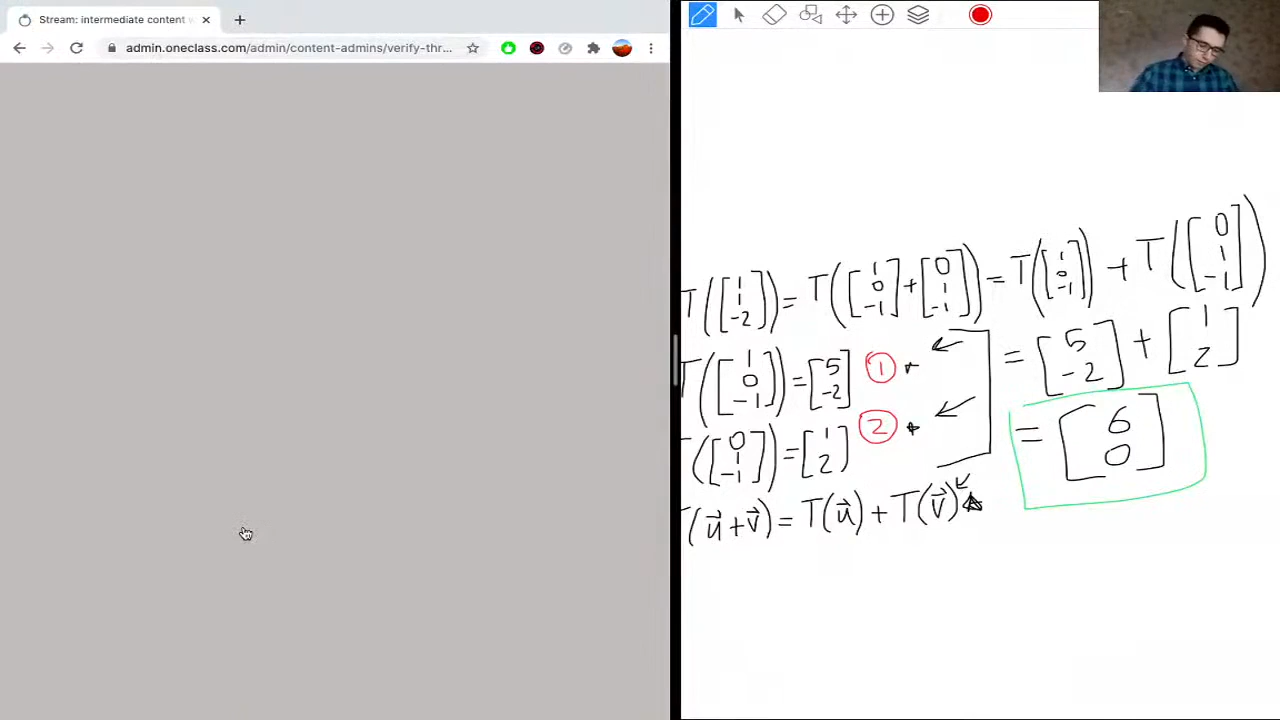 Stream: intermediate content
admin.oneclass.com/admin/content-admins/verify-thr...
T([1 1 -2]) = T([1 0 -1] + [0 1 -1]) = T([1 0 -1]) + T([0 1 -1])
= [5 -2] + [1 2]
T([1 0 -1]) = [5 -2] ①
= [6 0]
T([0 1 -1]) = [1 2] ②
T(u⃗+v⃗) = T(u⃗) + T(v⃗)